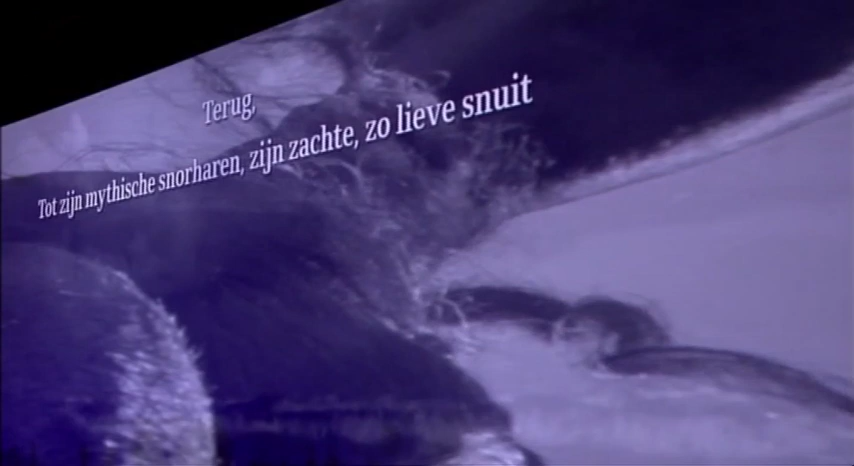 Terug,
Tot zijn mythische snorharen, zijn zachte, zo lieve snuit